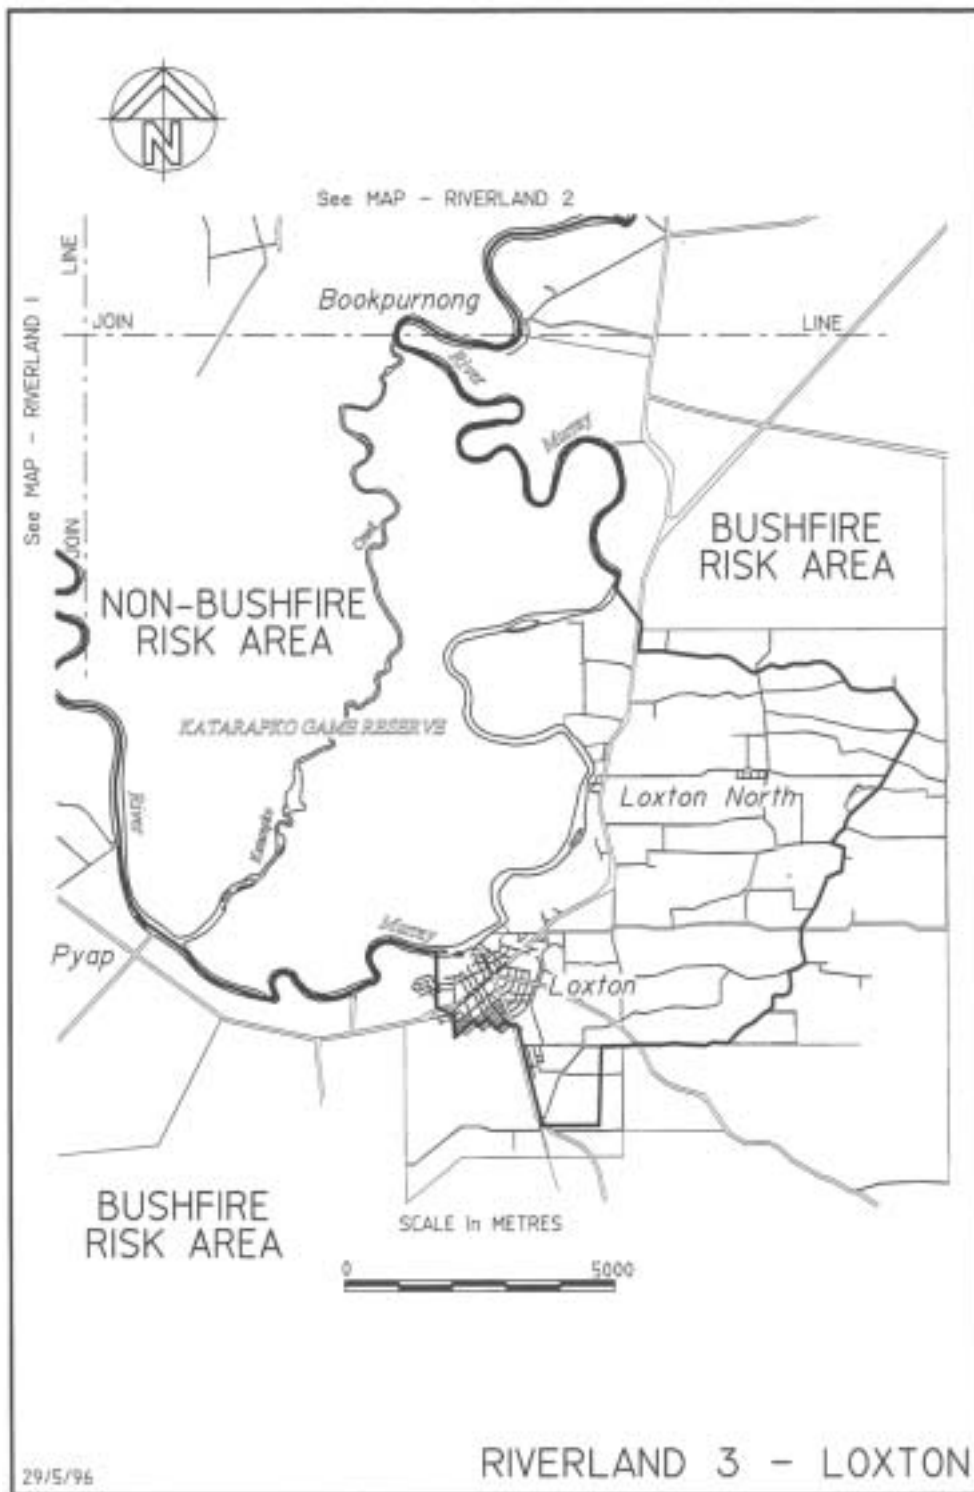 N
See MAP - RIVERLAND 2
See MAP - RIVERLAND 1
LINE
JOIN
LINE
JOIN
Bookpurnong
River
Murray
BUSHFIRE
RISK AREA
NON-BUSHFIRE
RISK AREA
KATARAPKO GAME RESERVE
Loxton North
River
Katarapko
Murray
Pyap
Loxton
BUSHFIRE
RISK AREA
SCALE in METRES
0 5000
29/5/96
RIVERLAND 3 - LOXTON